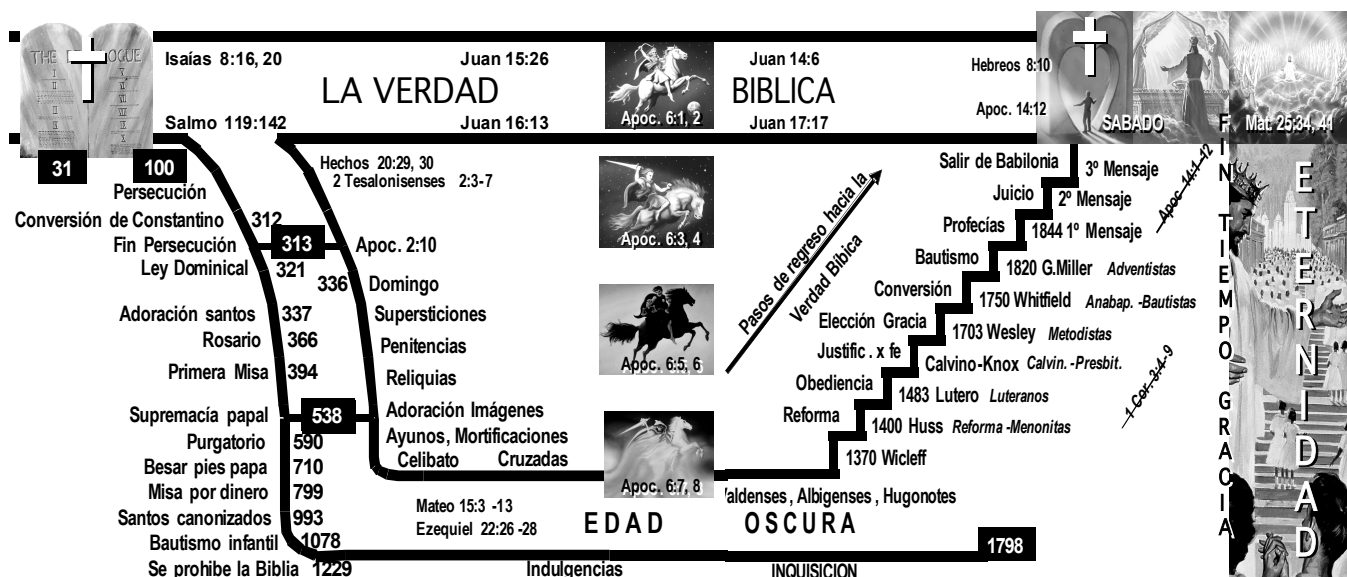 THE OGUE
Isaías 8:16, 20
Juan 15:26
Juan 14:6
Hebreos 8:10
LA VERDAD
BIBLICA
Apoc. 6:1, 2
Apoc. 14:12
Salmo 119:142
Juan 16:13
Juan 17:17
SABADO
Mat. 25:34, 41
31
100
Persecución
Conversión de Constantino 312
Fin Persecución
313
Apoc. 2:10
Ley Dominical 321
336 Domingo
Adoración santos 337
Supersticiones
Rosario 366
Penitencias
Primera Misa 394
Reliquias
Supremacía papal
538
Adoración Imágenes
Purgatorio 590
Ayunos, Mortificaciones
Besar pies papa 710
Celibato Cruzadas
Misa por dinero 799
Santos canonizados 993
Bautismo infantil 1078
Se prohibe la Biblia 1229
Hechos 20:29, 30
2 Tesalonisenses 2:3-7
Apoc. 6:3, 4
Apoc. 6:5, 6
Apoc. 6:7, 8
Mateo 15:3 -13
Ezequiel 22:26 -28
EDAD OSCURA
Indulgencias
INQUISICION
1798
Pasos de regreso hacia la
Verdad Bíbica
Salir de Babilonia
3º Mensaje
Juicio
2º Mensaje
Profecías
1844 1º Mensaje
Bautismo
1820 G.Miller Adventistas
Conversión
1750 Whitfield Anabap. -Bautistas
Elección Gracia
1703 Wesley Metodistas
Justific . x fe
Calvino-Knox Calvin. -Presbit.
Obediencia
1483 Lutero Luteranos
Reforma
1400 Huss Reforma -Menonitas
1370 Wicleff
aldenses , Albigenses , Hugonotes
Apoc 14:1-12
1 Cor. 3:4- 9
FIN TIEMPO GRACIA
ETERNIDAD